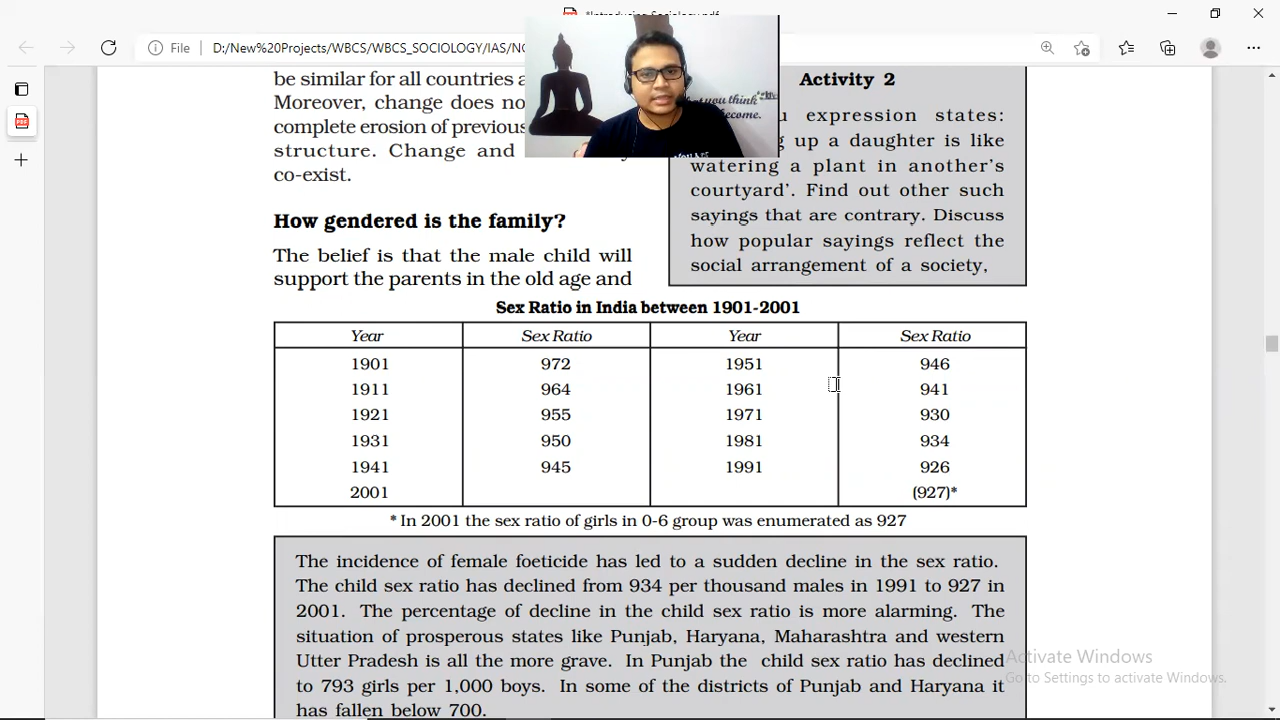 *Introducing Sociology.pdf
File D:/New%20Projects/WBCS/WBCS_SOCIOLOGY/IAS/NC
you think
become.
be similar for all countries
Moreover, change does no
complete erosion of previous
structure. Change and
co-exist.
How gendered is the family?
The belief is that the male child will
support the parents in the old age and
Activity 2
expression states:
up a daughter is like
watering a plant in another's
courtyard'. Find out other such
sayings that are contrary. Discuss
how popular sayings reflect the
social arrangement of a society,
Sex Ratio in India between 1901-2001
Year Sex Ratio Year Sex Ratio
1901 972 1951 946
1911 964 1961 941
1921 955 1971 930
1931 950 1981 934
1941 945 1991 926
2001 (927)*
* In 2001 the sex ratio of girls in 0-6 group was enumerated as 927
The incidence of female foeticide has led to a sudden decline in the sex ratio.
The child sex ratio has declined from 934 per thousand males in 1991 to 927 in
2001. The percentage of decline in the child sex ratio is more alarming. The
situation of prosperous states like Punjab, Haryana, Maharashtra and western
Utter Pradesh is all the more grave. In Punjab the child sex ratio has declined
to 793 girls per 1,000 boys. In some of the districts of Punjab and Haryana it
has fallen below 700.
Activate Windows
Go to Settings to activate Windows.